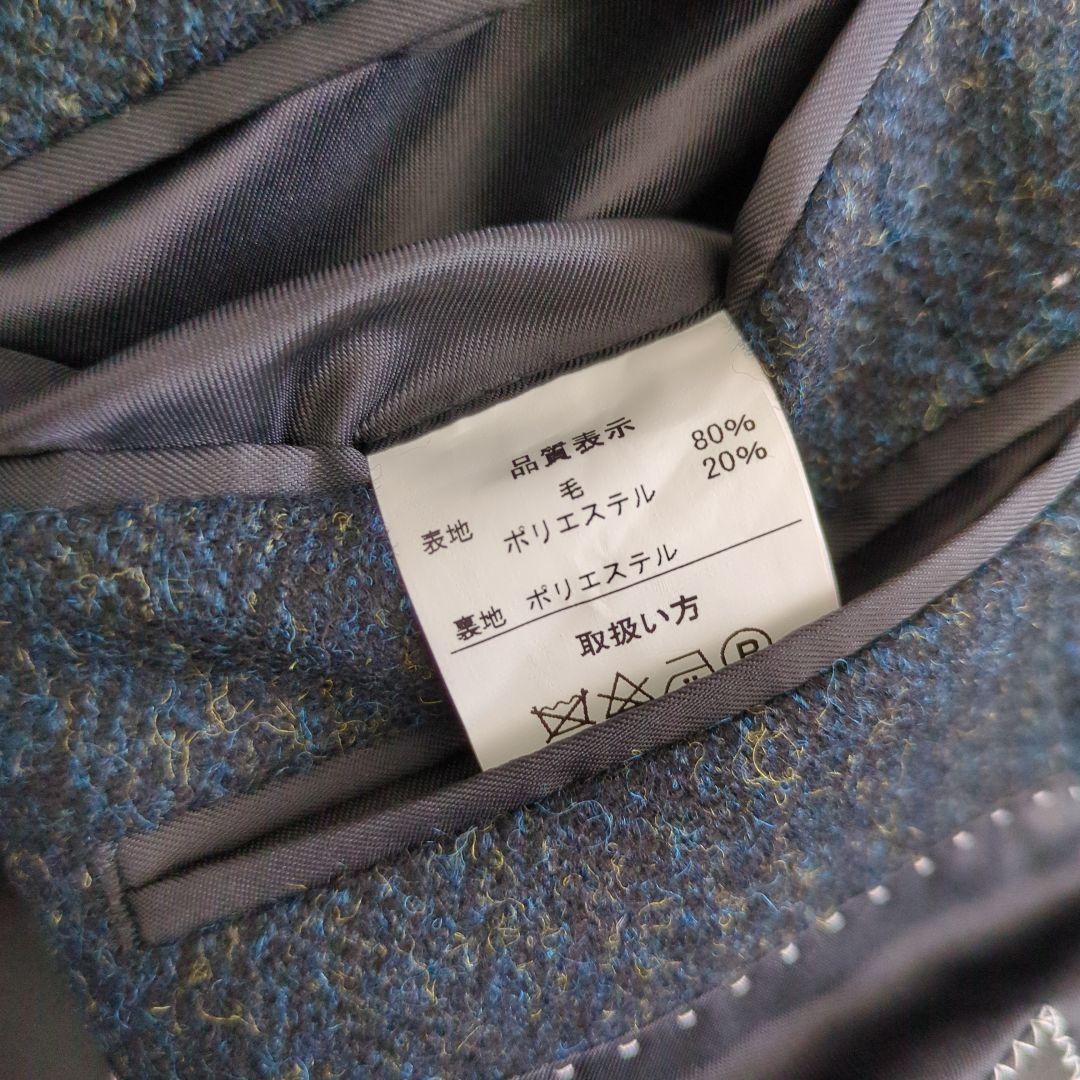 品質表示
表地 毛 80%
ポリエステル 20%
裏地 ポリエステル
取扱い方
P